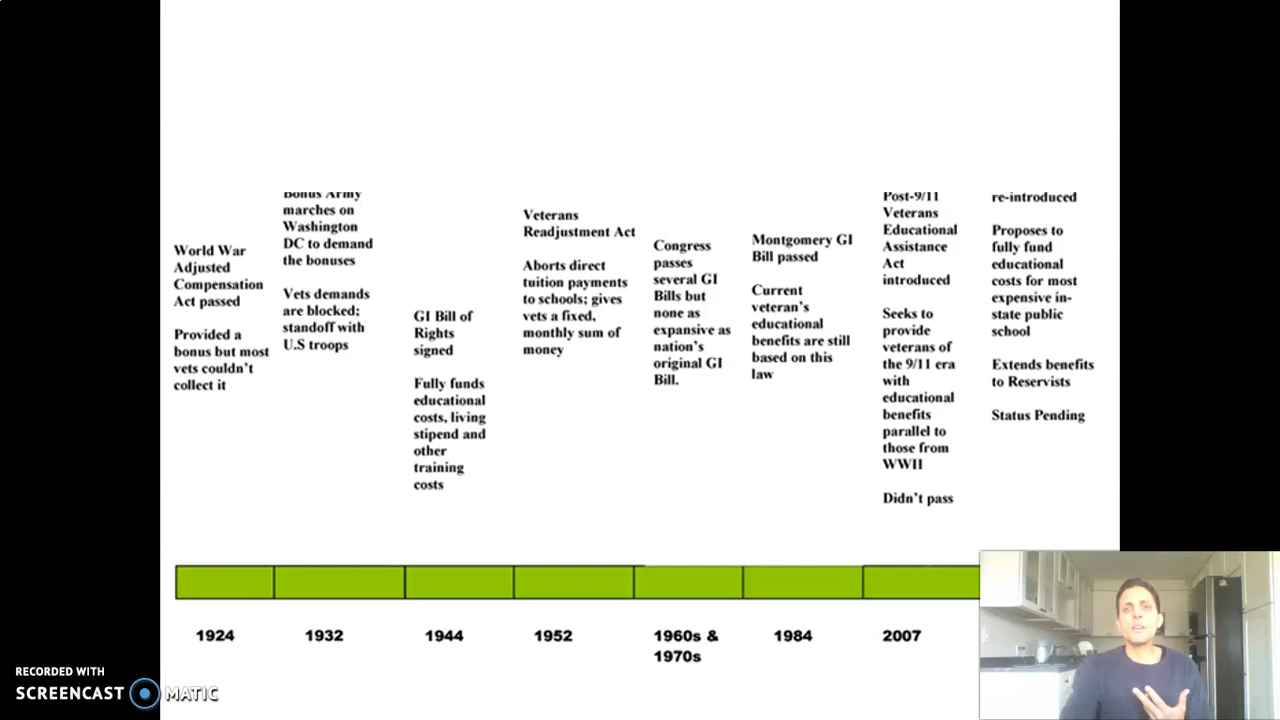 World War
Adjusted
Compensation
Act passed
Provided a
bonus but most
vets couldn't
collect it
Bonus Army
marches on
Washington
DC to demand
the bonuses
Vets demands
are blocked;
standoff with
U.S troops
GI Bill of
Rights
signed
Fully funds
educational
costs, living
stipend and
other
training
costs
Veterans
Readjustment Act
Aborts direct
tuition payments
to schools; gives
vets a fixed,
monthly sum of
money
Congress
passes
several GI
Bills but
none as
expansive as
nation's
original GI
Bill.
Montgomery GI
Bill passed
Current
veteran's
educational
benefits are still
based on this
law
Post-9/11
Veterans
Educational
Assistance
Act
introduced
Seeks to
provide
veterans of
the 9/11 era
with
educational
benefits
parallel to
those from
WWII
Didn't pass
re-introduced
Proposes to
fully fund
educational
costs for most
expensive in-
state public
school
Extends benefits
to Reservists
Status Pending
1924
1932
1944
1952
1960s &
1970s
1984
2007
RECORDED WITH
SCREENCAST MATIC